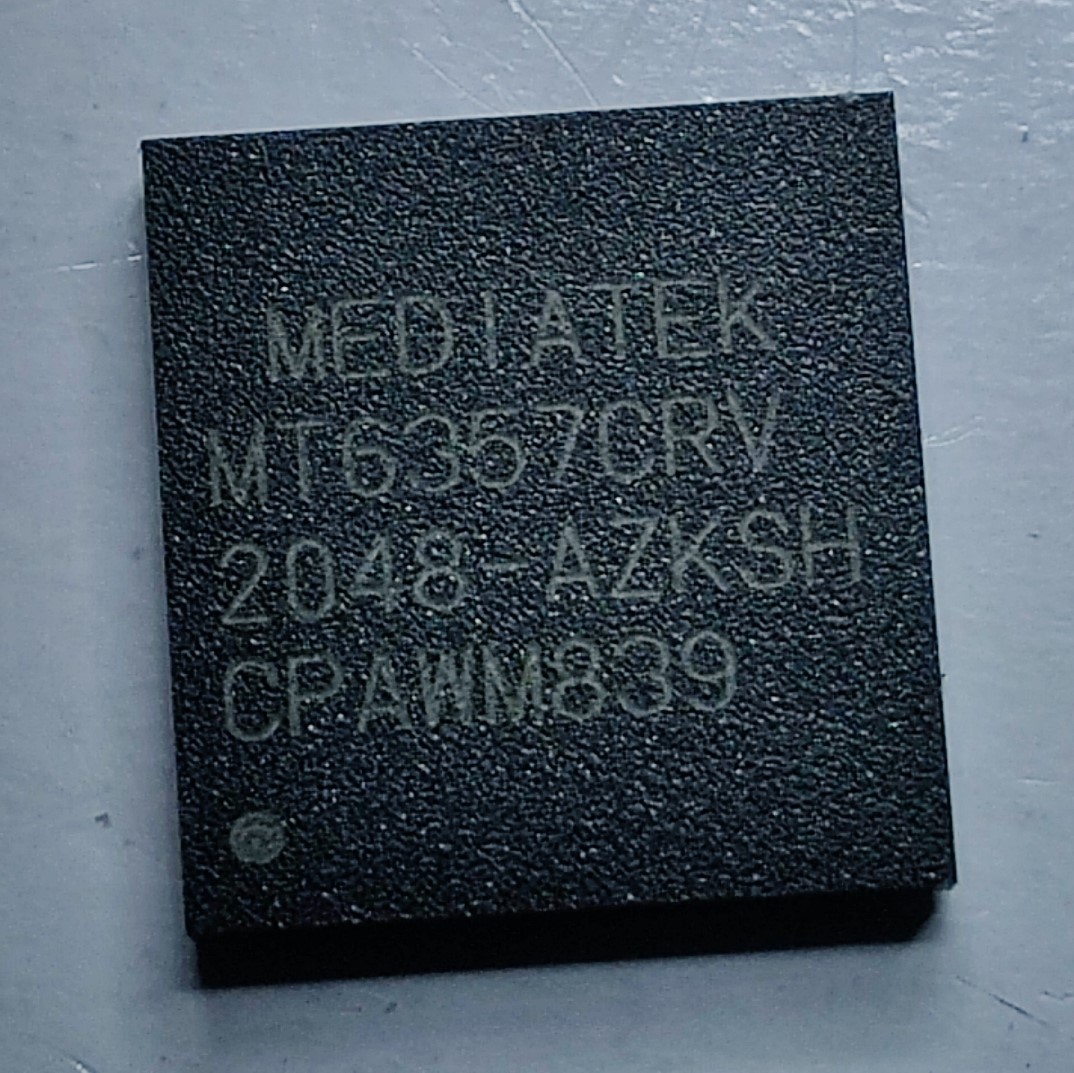 MEDIATEK
MT6357CRV
2048-AZKSH
CPAWM839